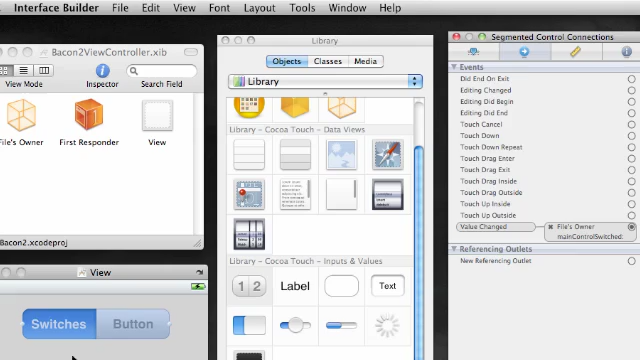 Interface Builder File Edit View Font Layout Tools Window Help
Bacon2ViewController.xib
View Mode Inspector Search Field
File's Owner First Responder View
Bacon2.xcodeproj
View
Switches Button
Library
Objects Classes Media
Library
Library - Cocoa Touch - Data Views
Library - Cocoa Touch - Inputs & Values
1 2 Label Text
Segmented Control Connections
Events
Did End On Exit
Editing Changed
Editing Did Begin
Editing Did End
Touch Cancel
Touch Down
Touch Down Repeat
Touch Drag Enter
Touch Drag Exit
Touch Drag Inside
Touch Drag Outside
Touch Up Inside
Touch Up Outside
Value Changed File's Owner
mainControlSwitched:
Referencing Outlets
New Referencing Outlet